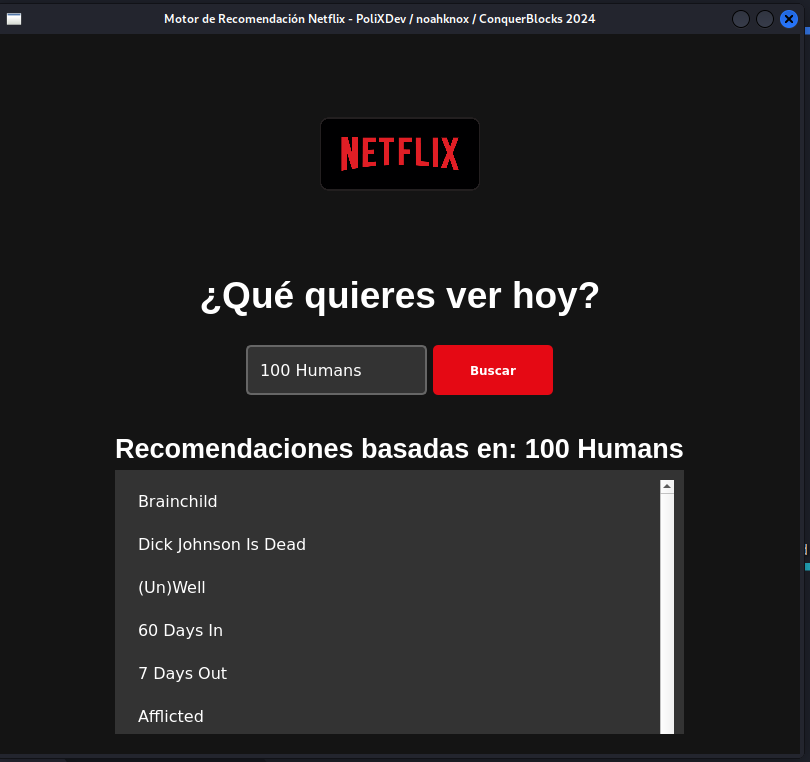 Motor de Recomendación Netflix - PoliXDev / noahknox / ConquerBlocks 2024
NETFLIX
¿Qué quieres ver hoy?
100 Humans
Buscar
Recomendaciones basadas en: 100 Humans
Brainchild
Dick Johnson Is Dead
(Un)Well
60 Days In
7 Days Out
Afflicted